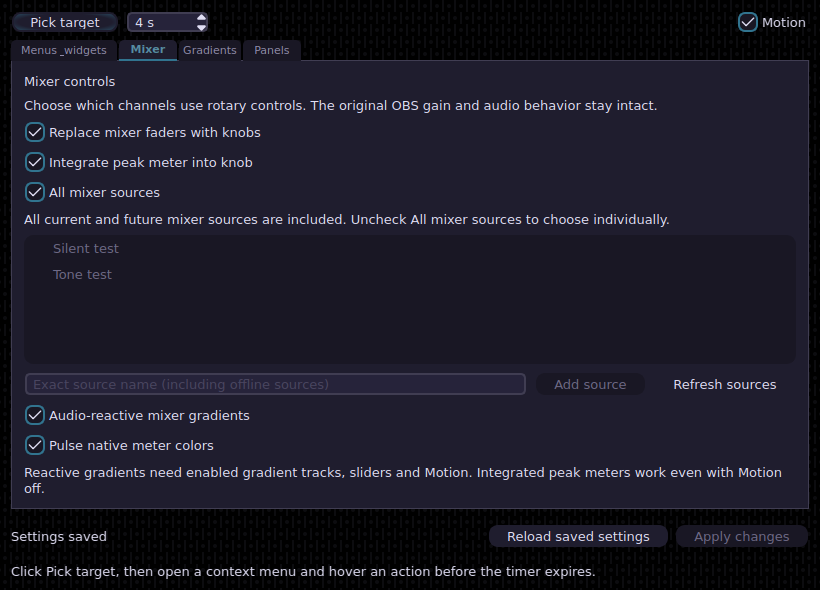 Pick target 4 s Motion
Menus _widgets Mixer Gradients Panels
Mixer controls
Choose which channels use rotary controls. The original OBS gain and audio behavior stay intact.
Replace mixer faders with knobs
Integrate peak meter into knob
All mixer sources
All current and future mixer sources are included. Uncheck All mixer sources to choose individually.
Silent test
Tone test
Exact source name (including offline sources) Add source Refresh sources
Audio-reactive mixer gradients
Pulse native meter colors
Reactive gradients need enabled gradient tracks, sliders and Motion. Integrated peak meters work even with Motion
off.
Settings saved Reload saved settings Apply changes
Click Pick target, then open a context menu and hover an action before the timer expires.